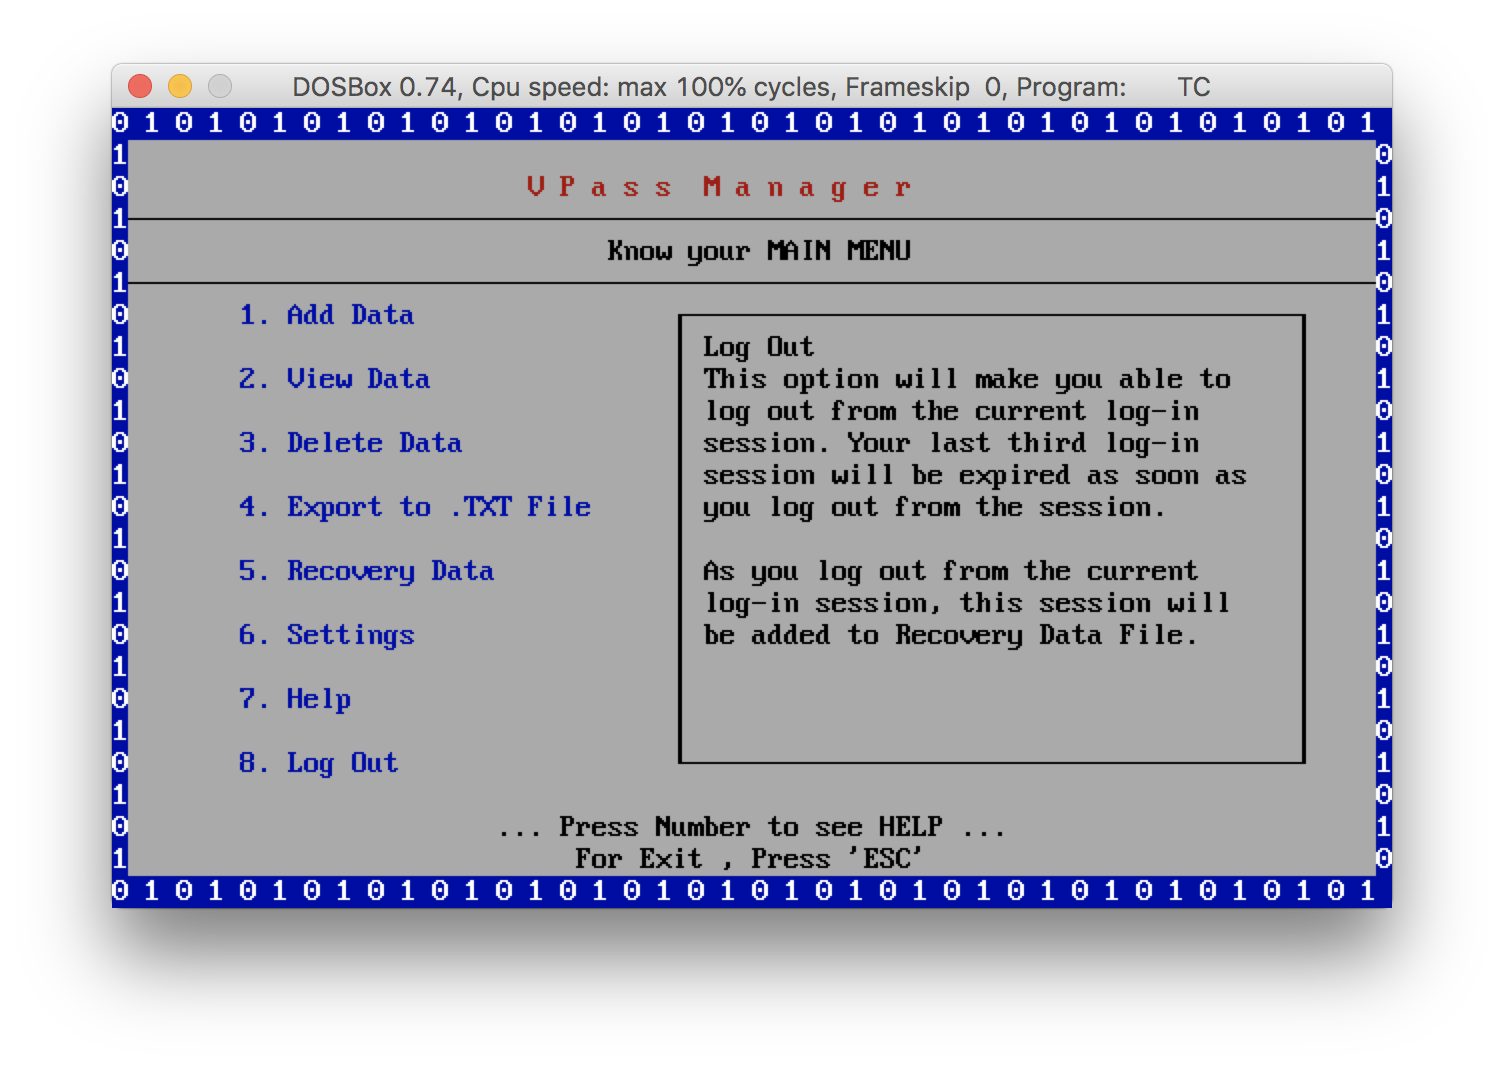 DOSBox 0.74, Cpu speed: max 100% cycles, Frameskip 0, Program: TC
0 1 0 1 0 1 0 1 0 1 0 1 0 1 0 1 0 1 0 1 0 1 0 1 0 1 0 1 0 1 0 1 0 1 0 1 0 1 0 1
1 0
0 V P a s s M a n a g e r 1
1 0
0 Know your MAIN MENU 1
1 0
0 1. Add Data 1
1 Log Out 0
0 2. View Data This option will make you able to 1
1 log out from the current log-in 0
0 3. Delete Data session. Your last third log-in 1
1 session will be expired as soon as 0
0 4. Export to .TXT File you log out from the session. 1
1 0
0 5. Recovery Data As you log out from the current 1
1 log-in session, this session will 0
0 6. Settings be added to Recovery Data File. 1
1 0
0 7. Help 1
1 0
0 8. Log Out 1
1 0
0 ... Press Number to see HELP ... 1
1 For Exit , Press 'ESC' 0
0 1 0 1 0 1 0 1 0 1 0 1 0 1 0 1 0 1 0 1 0 1 0 1 0 1 0 1 0 1 0 1 0 1 0 1 0 1 0 1